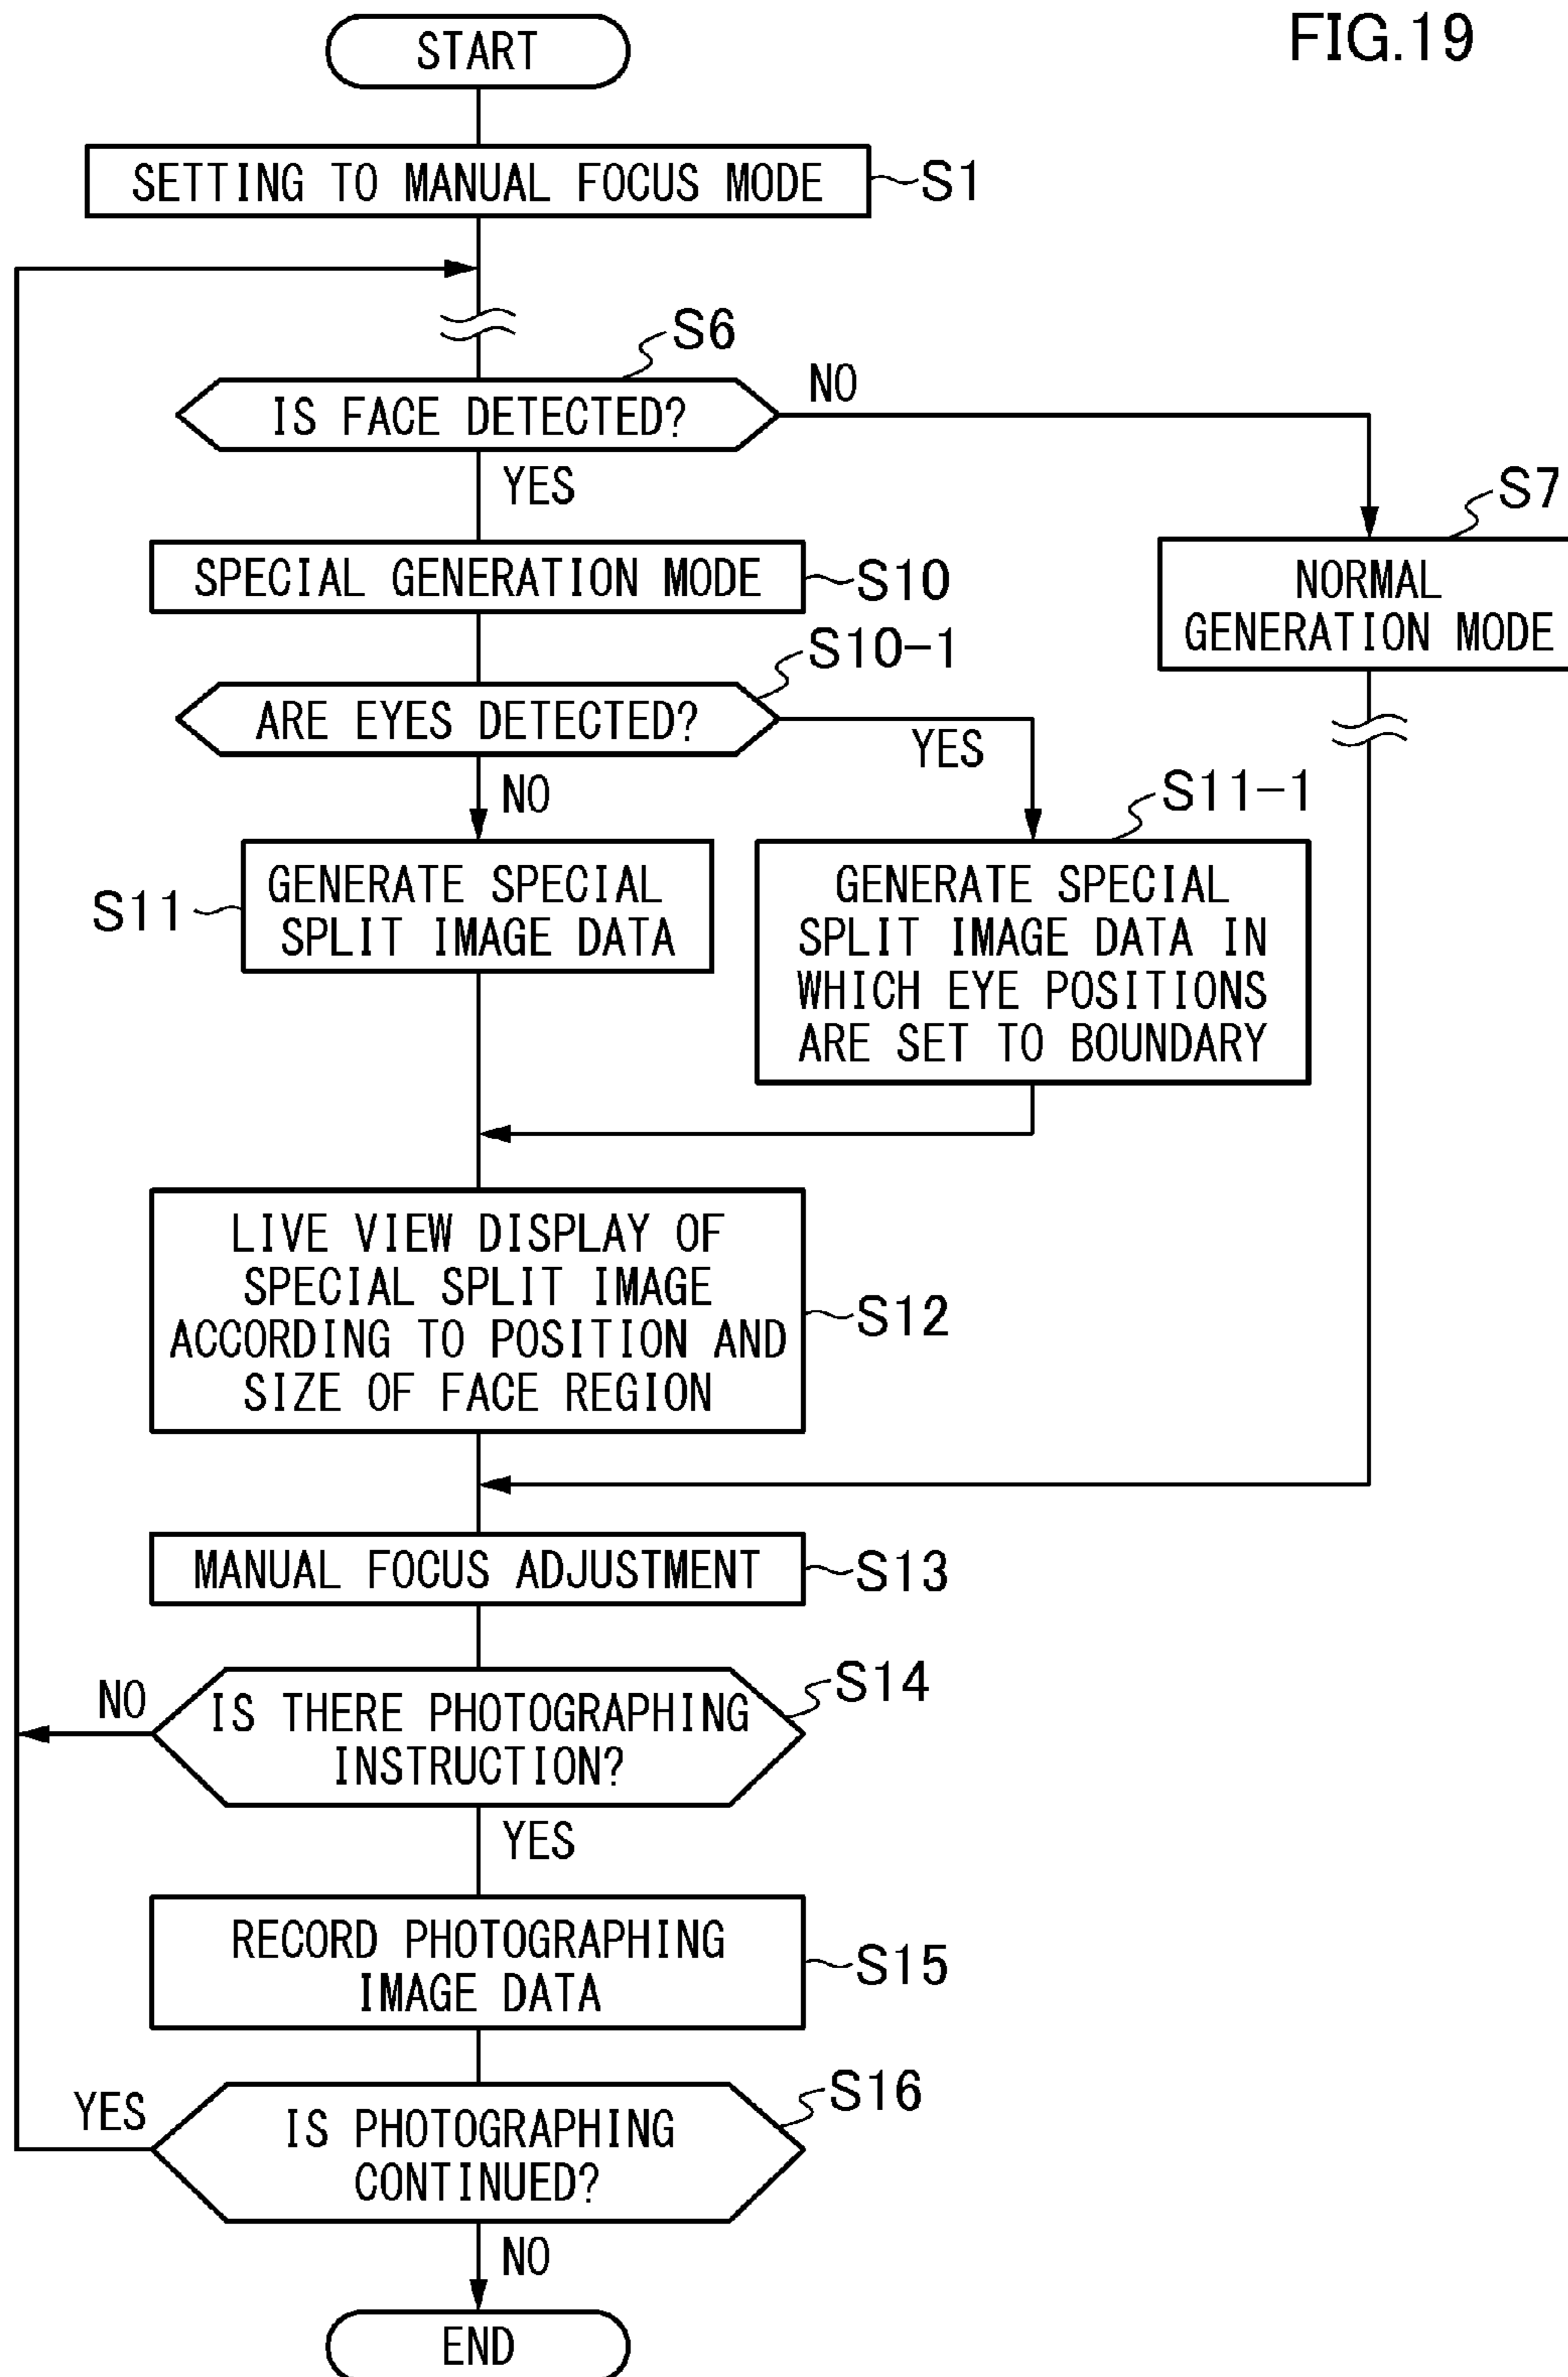 FIG.19
START
SETTING TO MANUAL FOCUS MODE
S1
S6
IS FACE DETECTED?
NO
YES
S7
NORMAL
GENERATION MODE
SPECIAL GENERATION MODE
S10
S10-1
ARE EYES DETECTED?
YES
NO
S11-1
S11
GENERATE SPECIAL
SPLIT IMAGE DATA
GENERATE SPECIAL
SPLIT IMAGE DATA IN
WHICH EYE POSITIONS
ARE SET TO BOUNDARY
LIVE VIEW DISPLAY OF
SPECIAL SPLIT IMAGE
ACCORDING TO POSITION AND
SIZE OF FACE REGION
S12
MANUAL FOCUS ADJUSTMENT
S13
S14
NO
IS THERE PHOTOGRAPHING
INSTRUCTION?
YES
RECORD PHOTOGRAPHING
IMAGE DATA
S15
S16
YES
IS PHOTOGRAPHING
CONTINUED?
NO
END